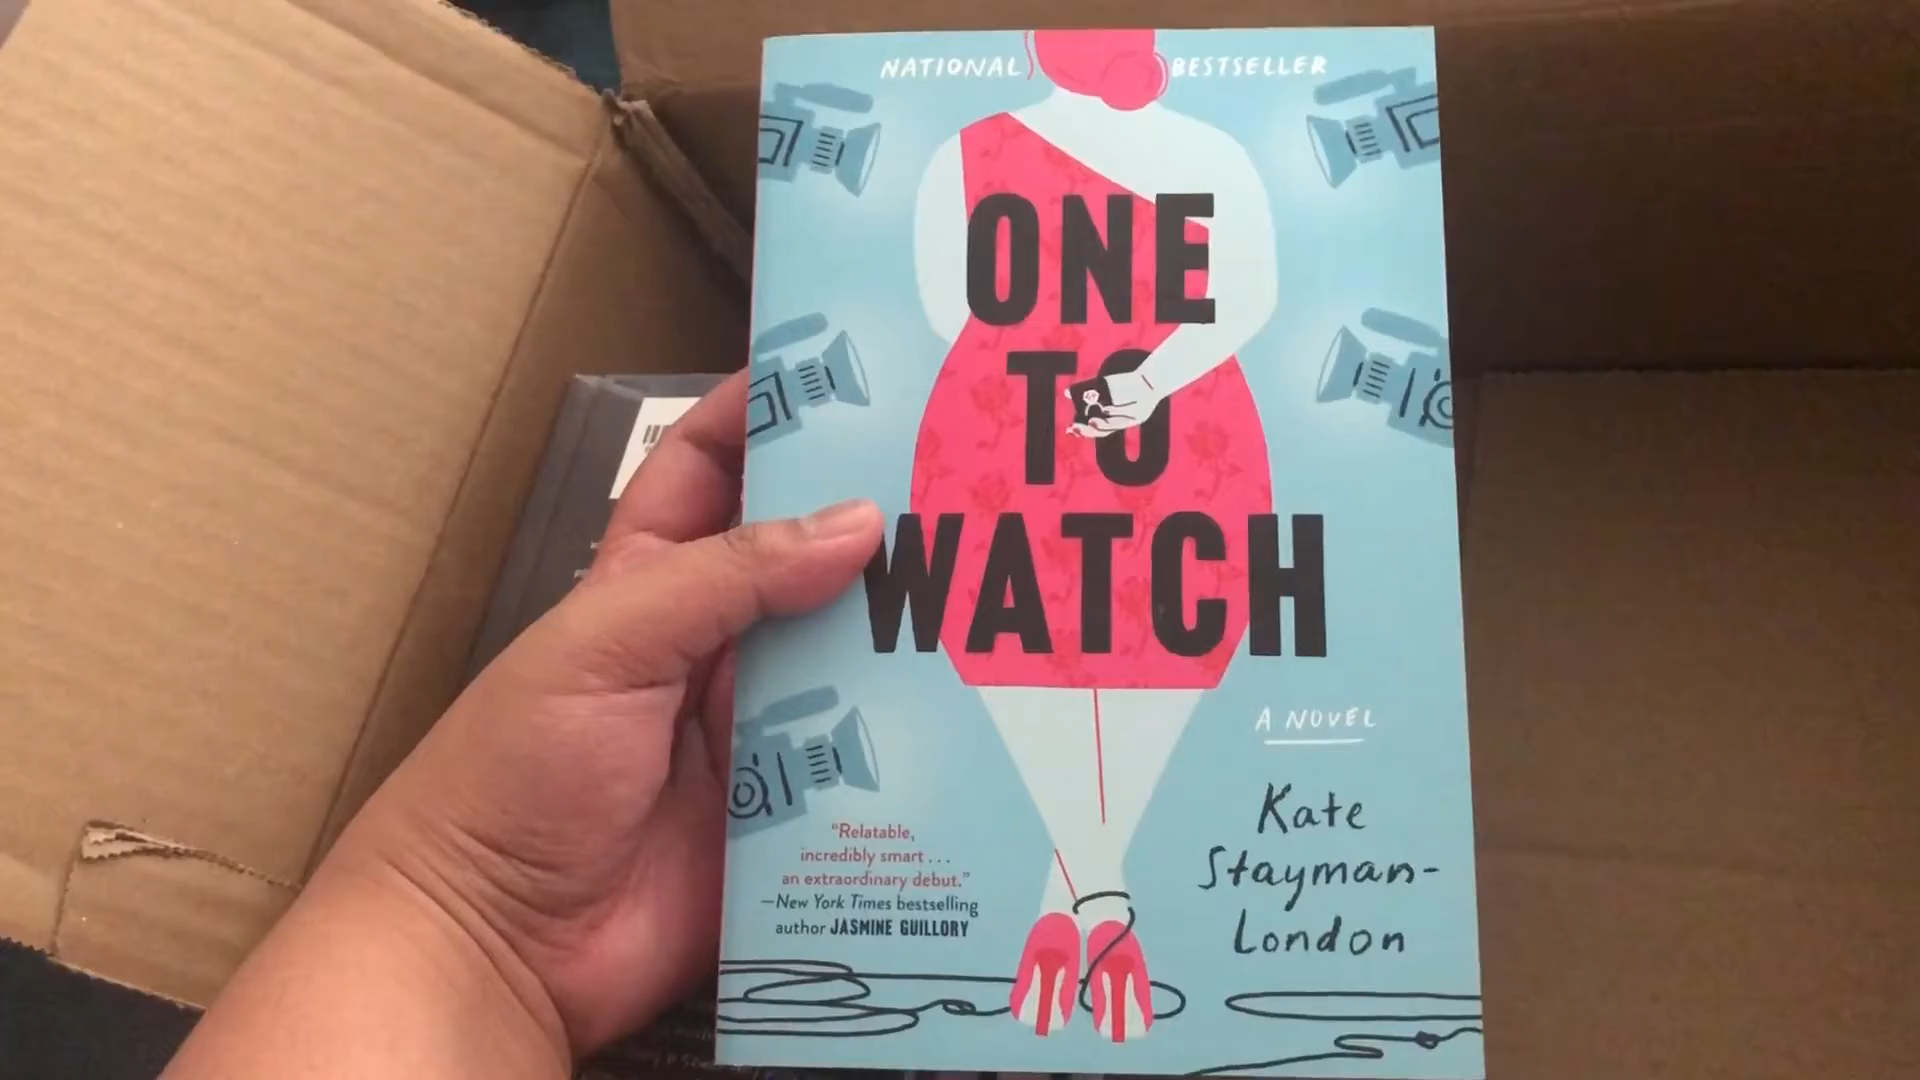 NATIONAL BESTSELLER
ONE
TO
WATCH
A NOVEL
Kate
Stayman-
London
"Relatable,
incredibly smart . . .
an extraordinary debut."
—New York Times bestselling
author JASMINE GUILLORY